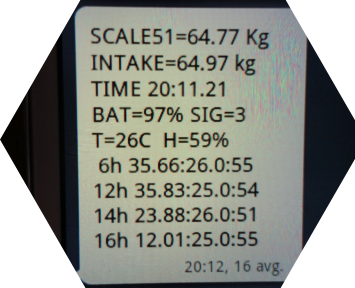 SCALE51=64.77 Kg
INTAKE=64.97 kg
TIME 20:11.21
BAT=97% SIG=3
T=26C H=59%
6h 35.66:26.0:55
12h 35.83:25.0:54
14h 23.88:26.0:51
16h 12.01:25.0:55
20:12, 16 avg.